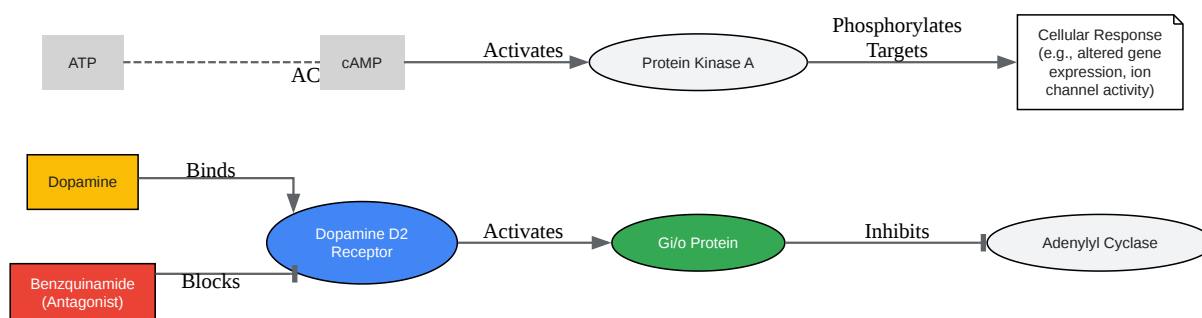 ATP
AC
cAMP
Activates
Protein Kinase A
Phosphorylates
Targets
Cellular Response
(e.g., altered gene
expression, ion
channel activity)
Dopamine
Binds
Dopamine D2
Receptor
Activates
Gi/o Protein
Inhibits
Adenylyl Cyclase
Benzquinamide
(Antagonist)
Blocks